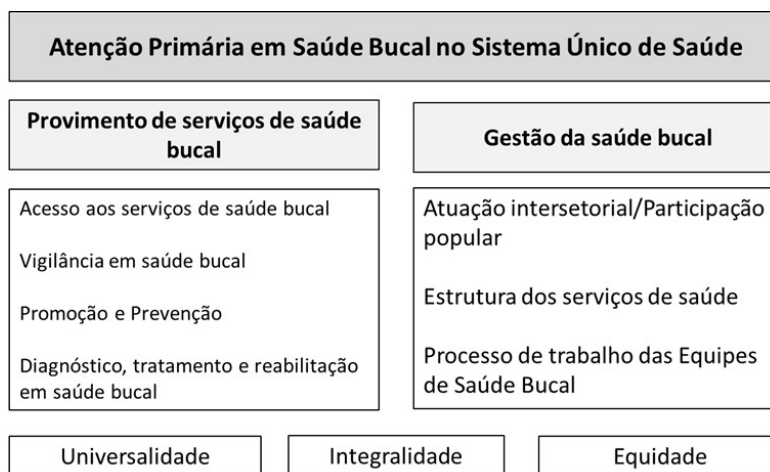 Atenção Primária em Saúde Bucal no Sistema Único de Saúde
Provimento de serviços de saúde
bucal
Acesso aos serviços de saúde bucal
Vigilância em saúde bucal
Promoção e Prevenção
Diagnóstico, tratamento e reabilitação
em saúde bucal
Gestão da saúde bucal
Atuação intersetorial/Participação
popular
Estrutura dos serviços de saúde
Processo de trabalho das Equipes
de Saúde Bucal
Universalidade
Integralidade
Equidade